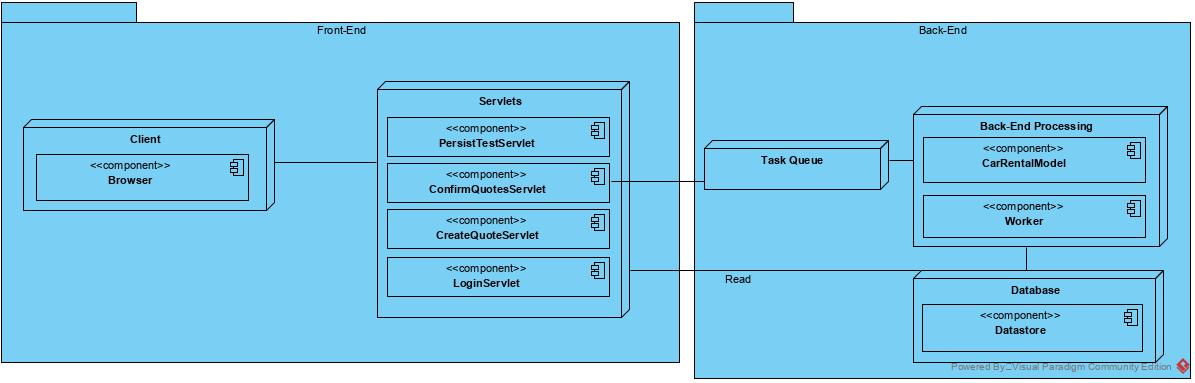 Front-End
Client
<<component>>
Browser
Servlets
<<component>>
PersistTestServlet
<<component>>
ConfirmQuotesServlet
<<component>>
CreateQuoteServlet
<<component>>
LoginServlet
Back-End
Task Queue
Back-End Processing
<<component>>
CarRentalModel
<<component>>
Worker
Read
Database
<<component>>
Datastore
Powered By Visual Paradigm Community Edition